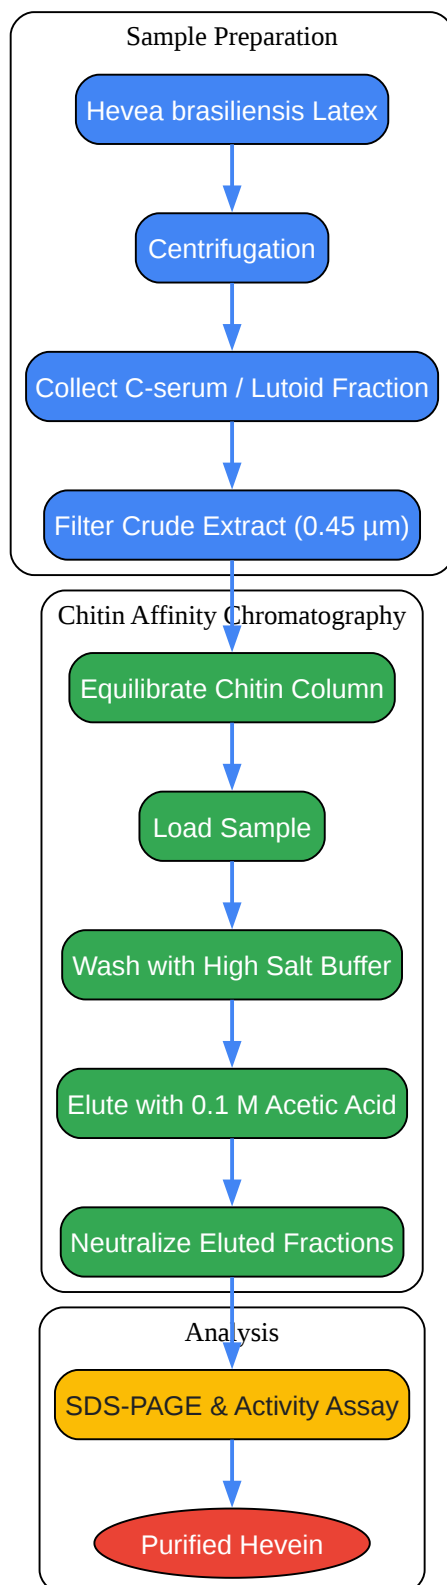 Sample Preparation
Hevea brasiliensis Latex
Centrifugation
Collect C-serum / Lutoid Fraction
Filter Crude Extract (0.45 µm)
Chitin Affinity Chromatography
Equilibrate Chitin Column
Load Sample
Wash with High Salt Buffer
Elute with 0.1 M Acetic Acid
Neutralize Eluted Fractions
Analysis
SDS-PAGE & Activity Assay
Purified Hevein